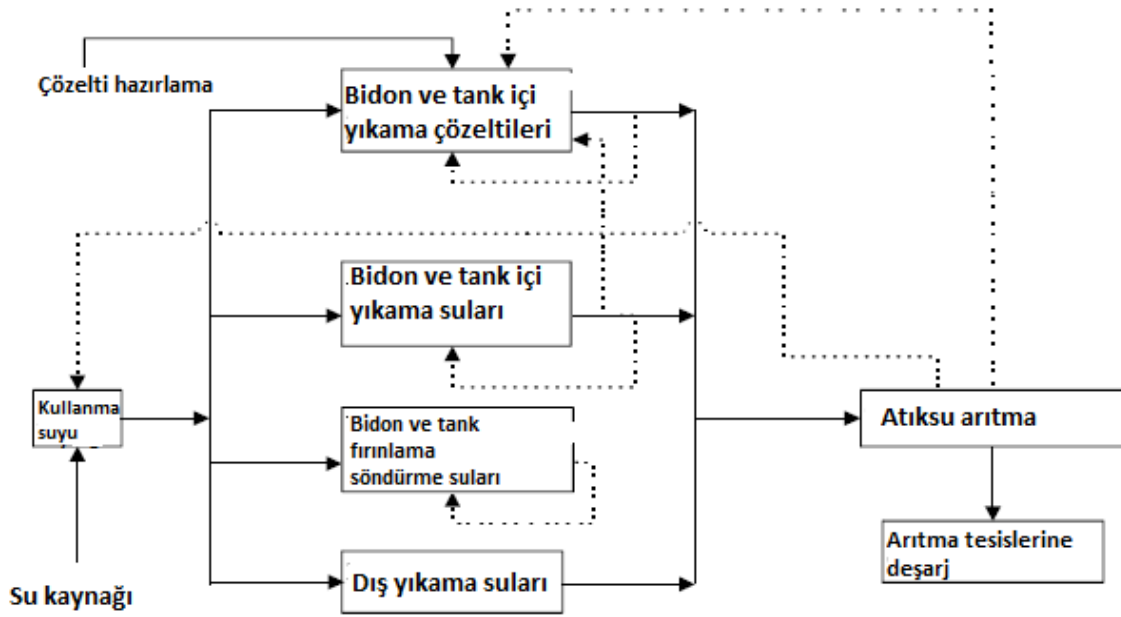 Çözelti hazırlama
Bidon ve tank içi
yıkama çözeltileri
.Bidon ve tank içi
yıkama suları
Kullanma
suyu
Bidon ve tank
fırınlama
söndürme suları
Atıksu arıtma
Arıtma tesislerine
deşarj
Dış yıkama suları
Su kaynağı